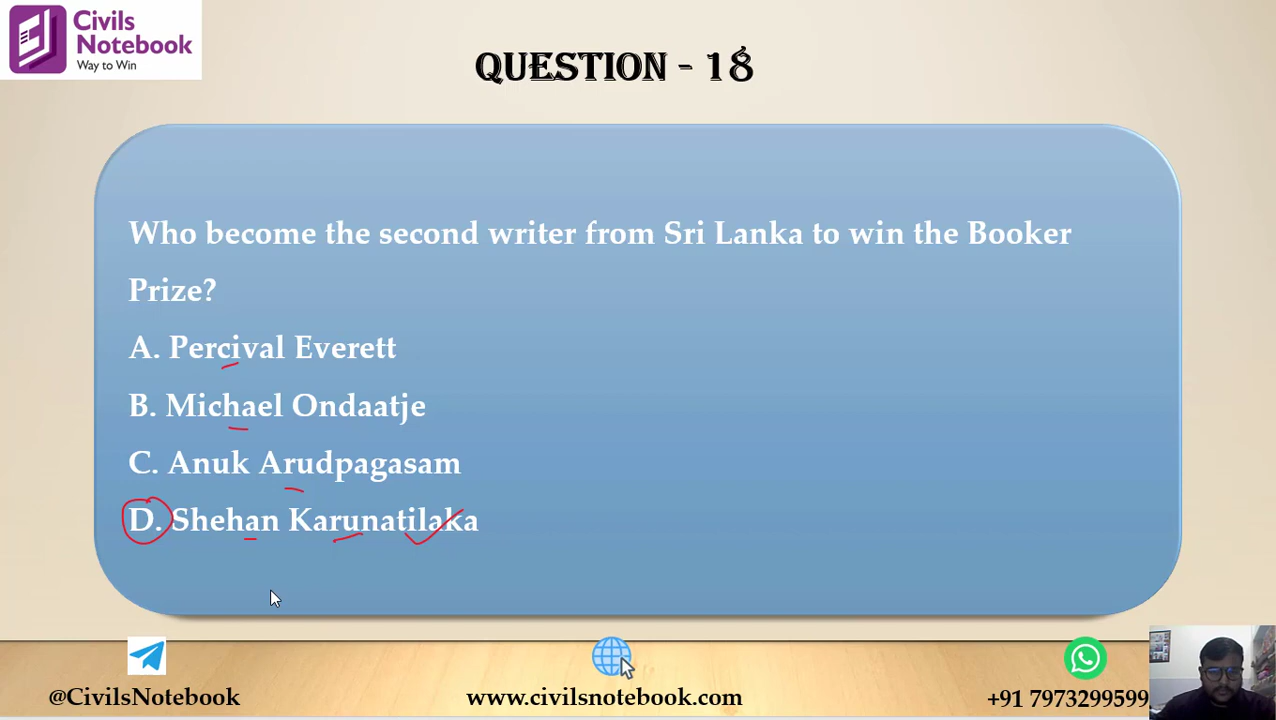 Civils
Notebook
Way to Win
QUESTION - 18
Who become the second writer from Sri Lanka to win the Booker
Prize?
A. Percival Everett
B. Michael Ondaatje
C. Anuk Arudpagasam
D. Shehan Karunatilaka
@CivilsNotebook
www.civilsnotebook.com
+91 7973299599